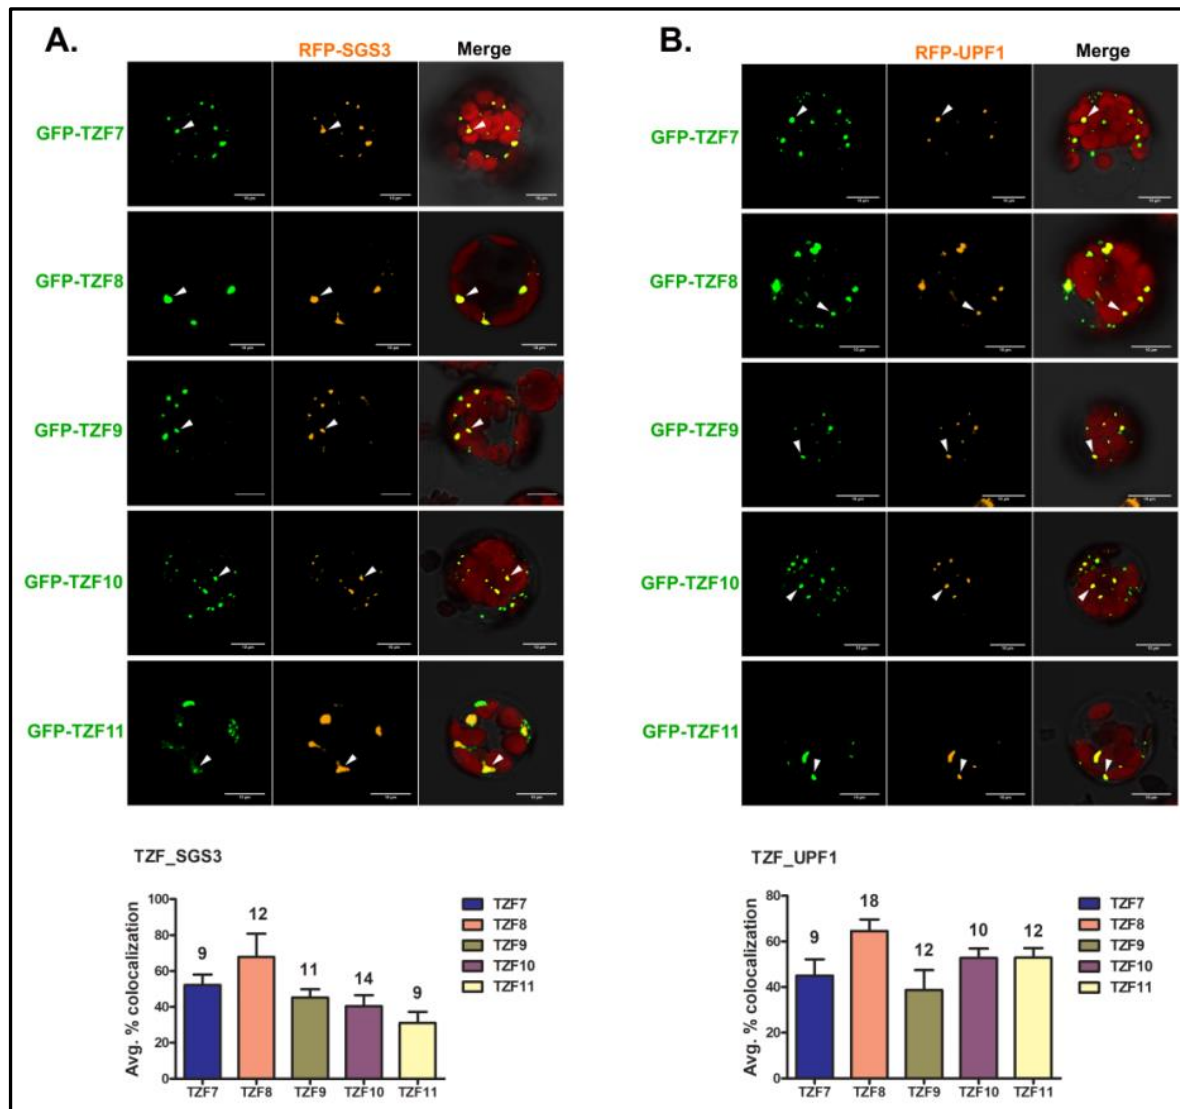 A.
RFP-SGS3 Merge
GFP-TZF7
GFP-TZF8
GFP-TZF9
GFP-TZF10
GFP-TZF11
TZF_SGS3
Avg. % colocalization
100
80
60
40
20
0
9
12
11
14
9
TZF7 TZF8 TZF9 TZF10 TZF11
TZF7
TZF8
TZF9
TZF10
TZF11
B.
RFP-UPF1 Merge
GFP-TZF7
GFP-TZF8
GFP-TZF9
GFP-TZF10
GFP-TZF11
TZF_UPF1
Avg. % colocalization
80
60
40
20
0
9
18
12
10
12
TZF7 TZF8 TZF9 TZF10 TZF11
TZF7
TZF8
TZF9
TZF10
TZF11